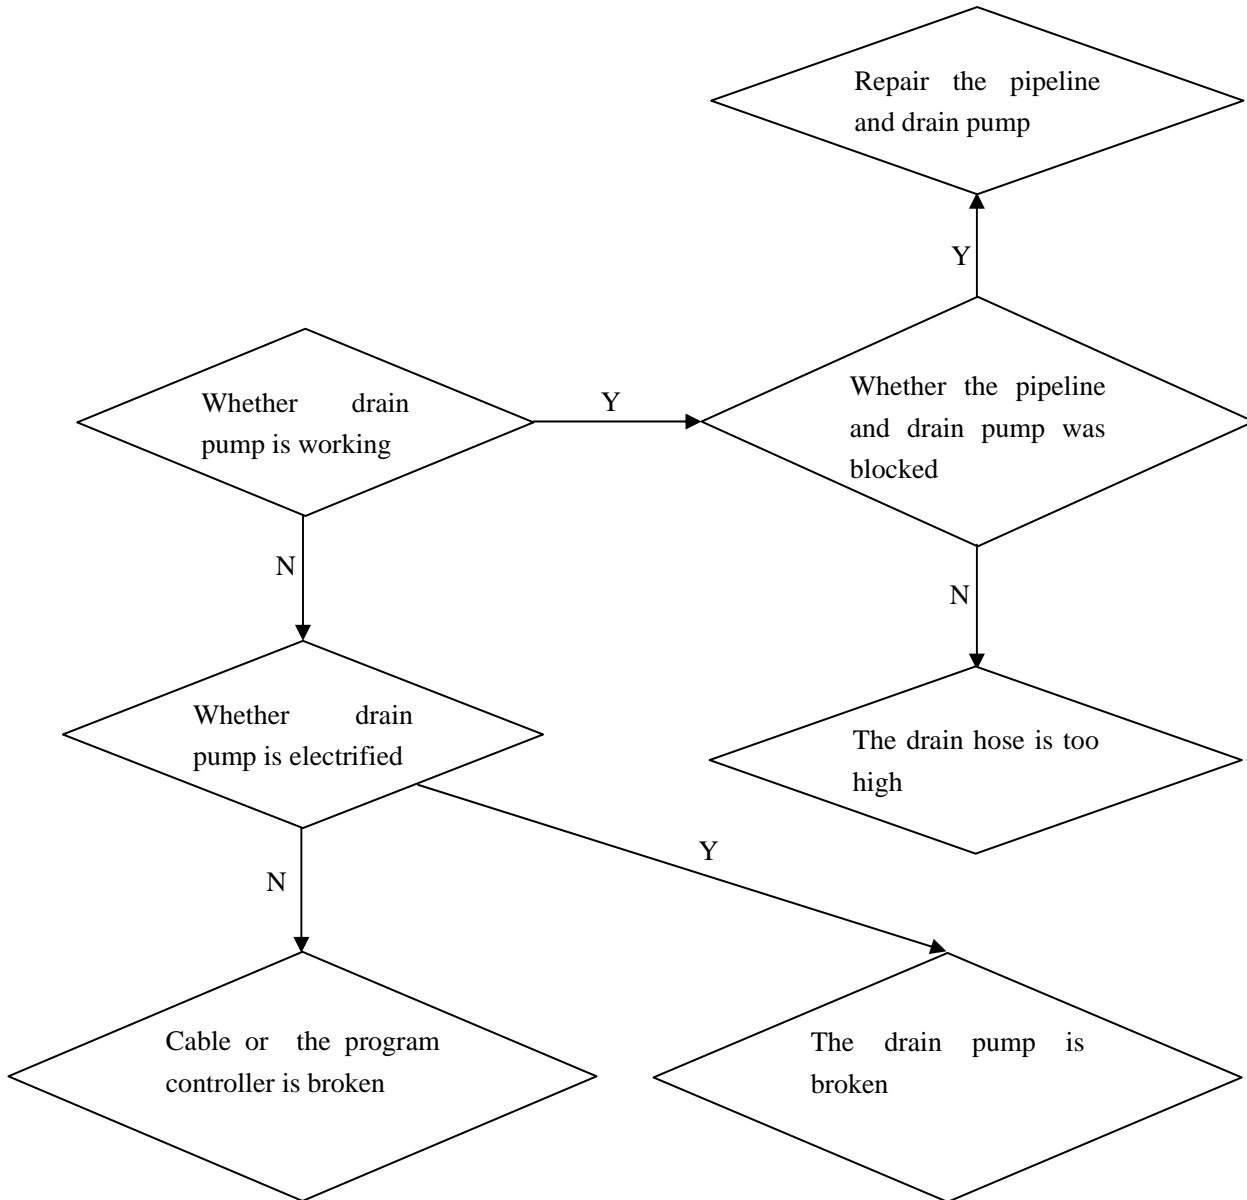 Repair the pipeline
and drain pump
Y
Whether drain
pump is working
Y
Whether the pipeline
and drain pump was
blocked
N
N
Whether drain
pump is electrified
The drain hose is too
high
Y
N
Cable or the program
controller is broken
The drain pump is
broken